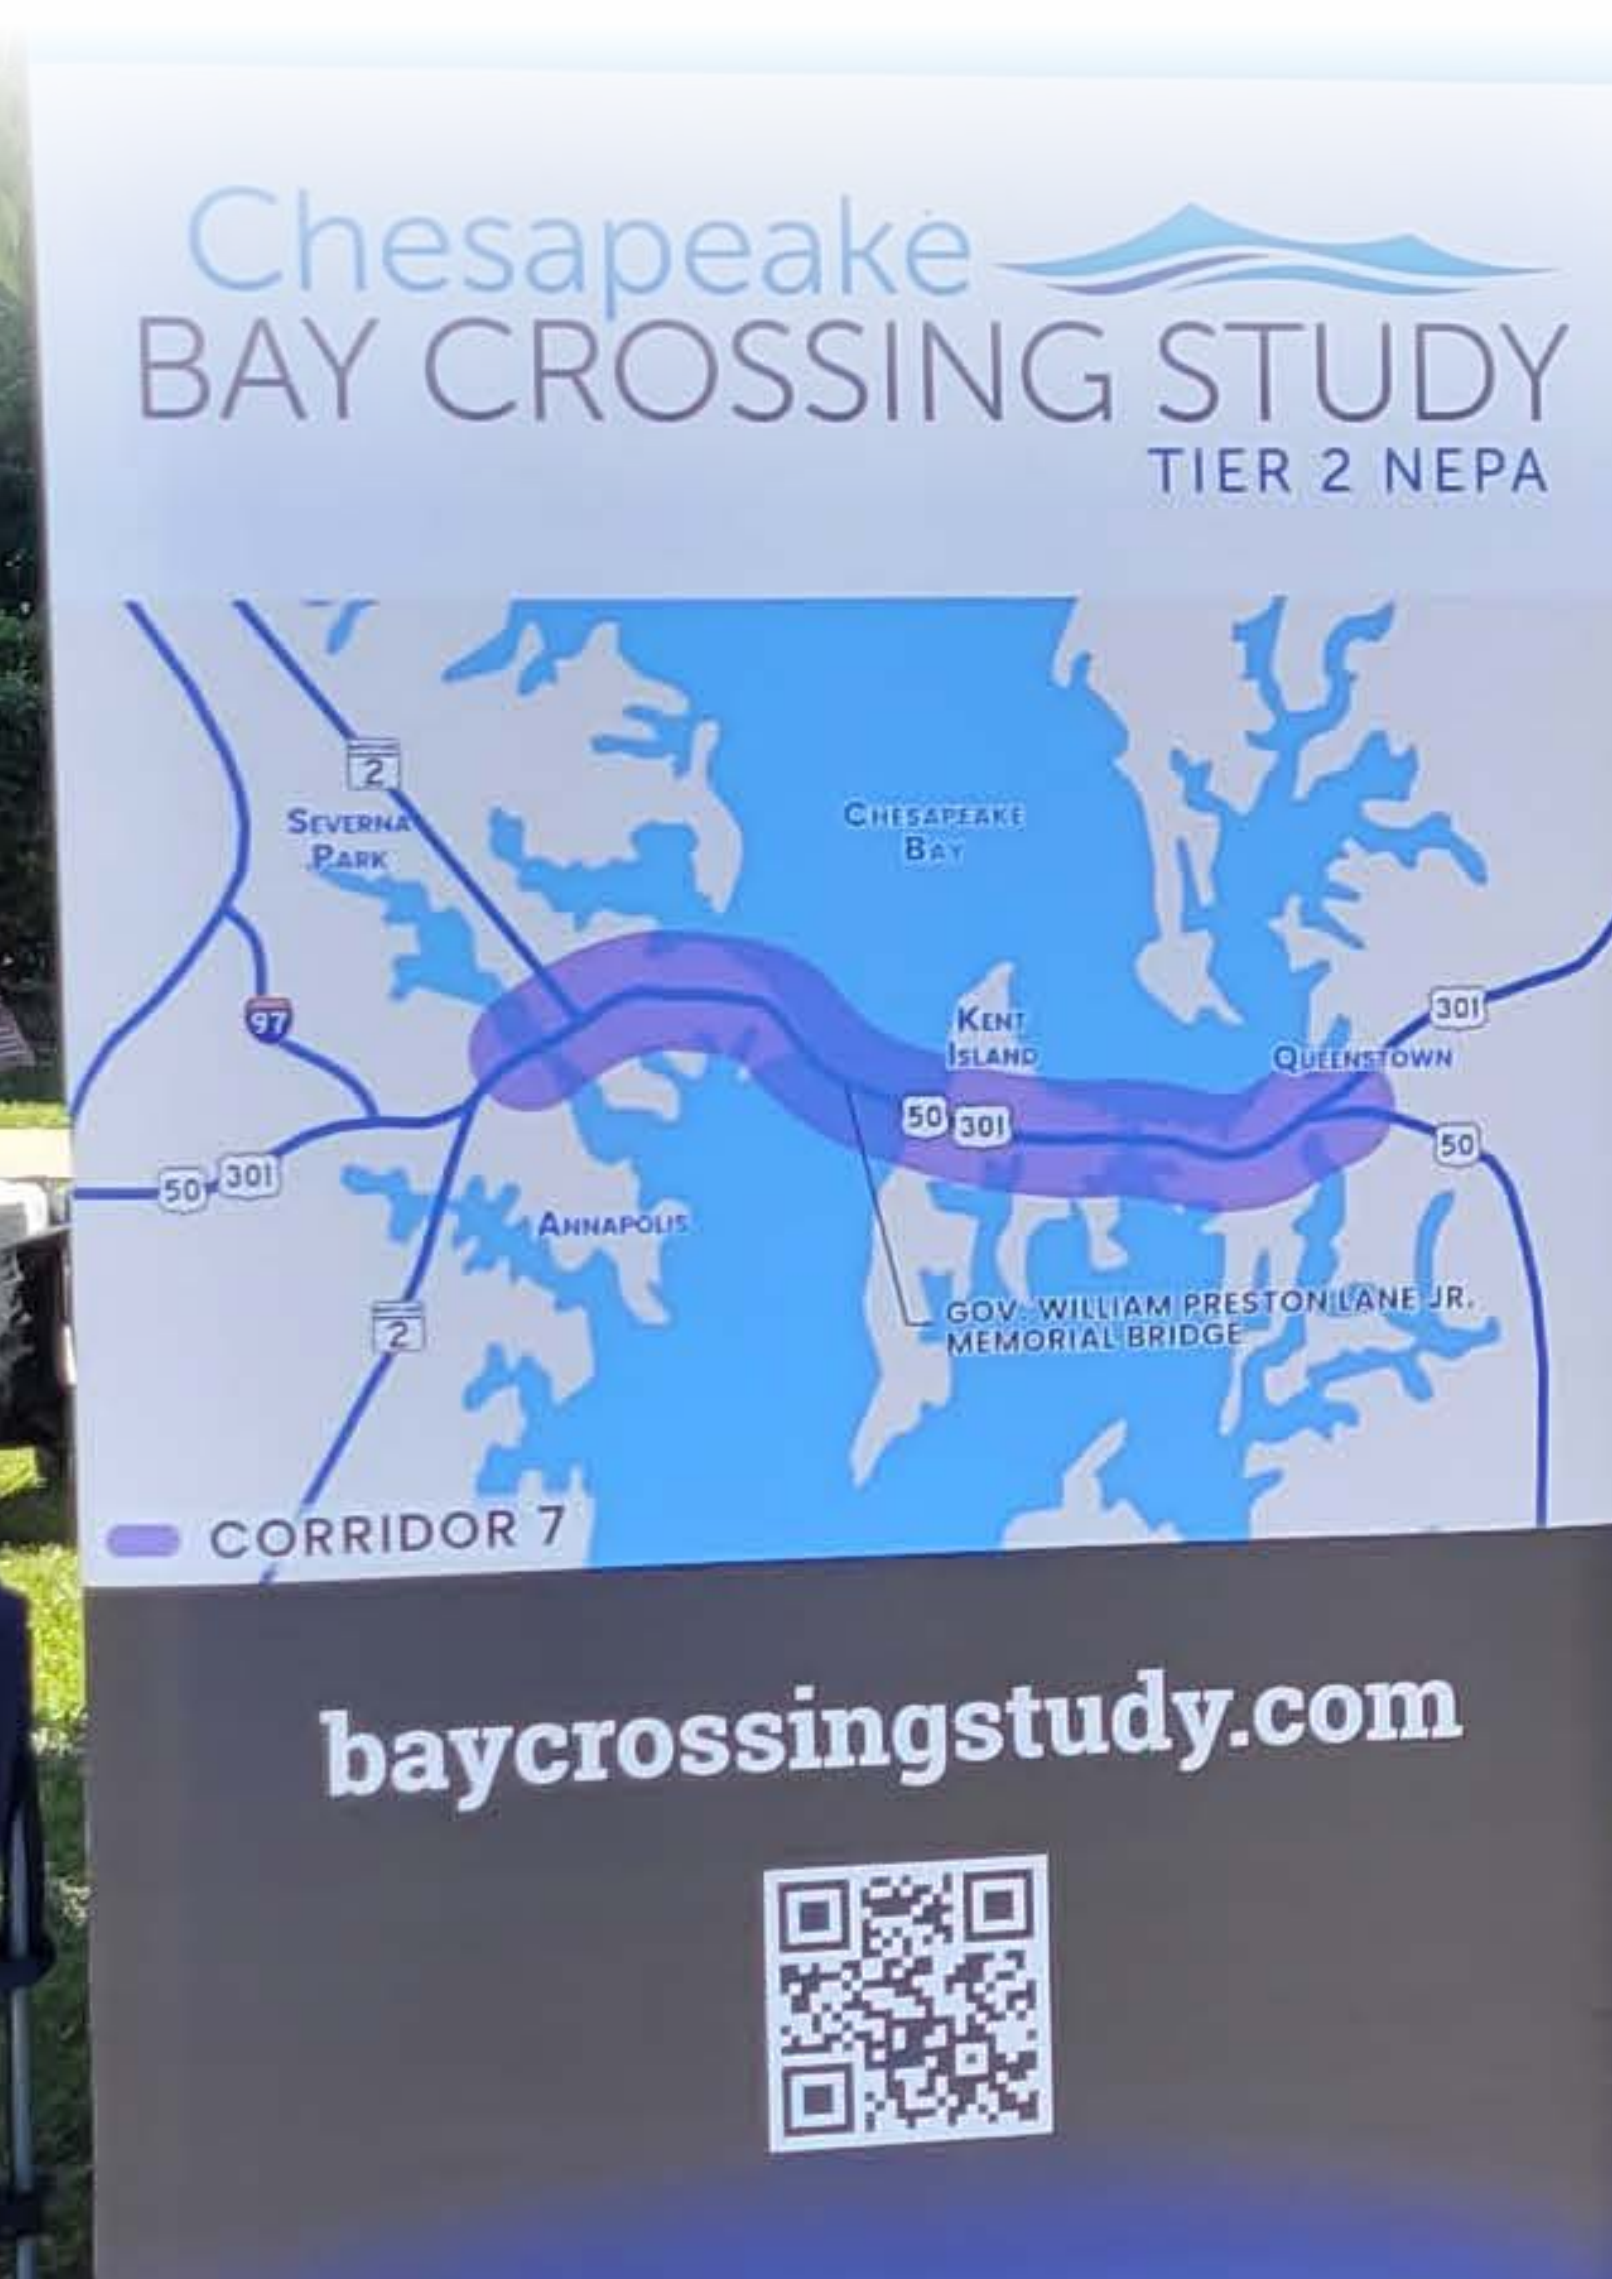 Chesapeake
BAY CROSSING STUDY
TIER 2 NEPA
2
SEVERNA
PARK
CHESAPEAKE
BAY
97
KENT
ISLAND
301
QUEENSTOWN
50 301
50
50 301
ANNAPOLIS
GOV. WILLIAM PRESTON LANE JR.
MEMORIAL BRIDGE
2
CORRIDOR 7
baycrossingstudy.com